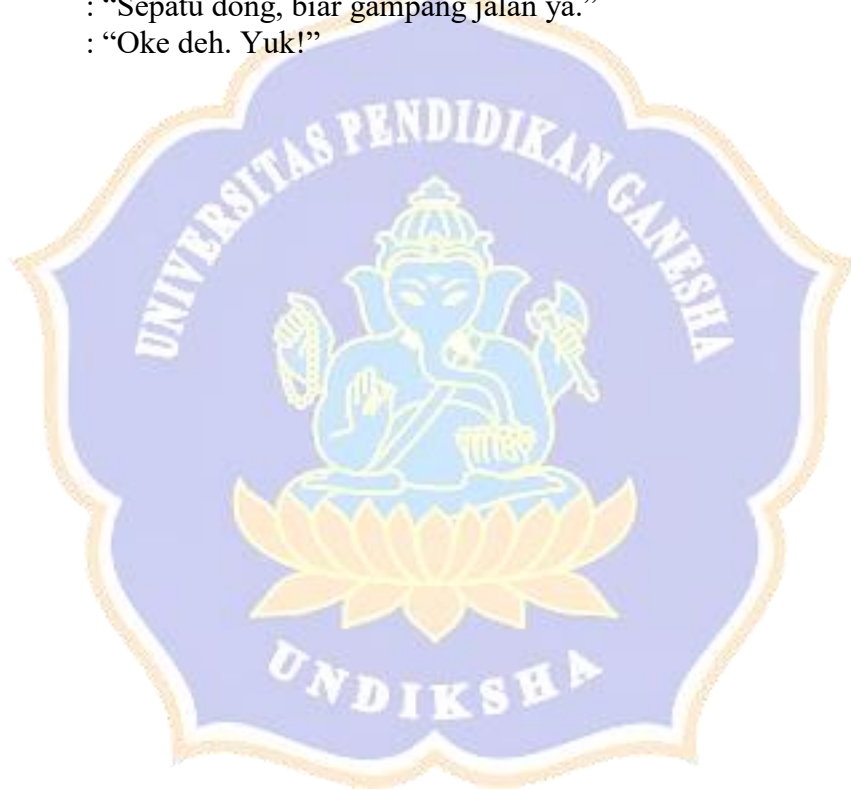 : “Sepatu dong, biar gampang jalan ya.”
: “Oke deh. Yuk!”
UNIVERSITAS PENDIDIKAN GANESHA
UNDIKSHA